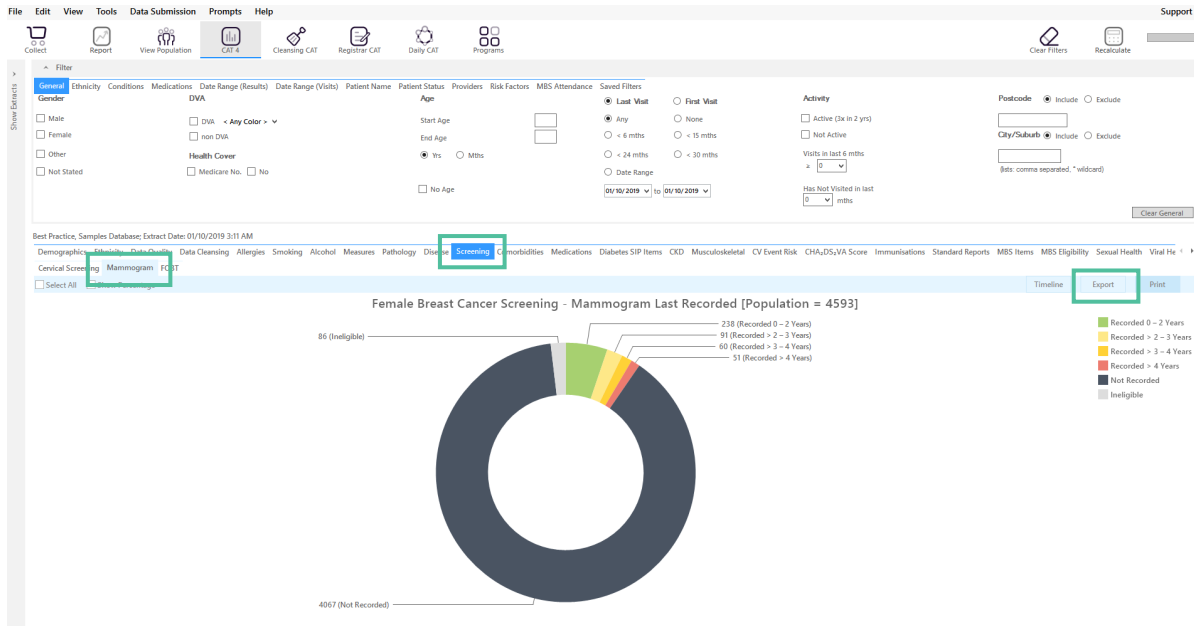 File Edit View Tools Data Submission Prompts Help Support
Collect Report View Population CAT 4 Cleansing CAT Registrar CAT Daily CAT Programs Clear Filters Recalculate
Show Extracts
Filter
General Ethnicity Conditions Medications Date Range (Results) Date Range (Visits) Patient Name Patient Status Providers Risk Factors MBS Attendance Saved Filters
Gender DVA Age Last Visit First Visit Activity Postcode Include Exclude
Male DVA < Any Color > Start Age Any None Active (3x in 2 yrs)
Female non DVA End Age < 6 mths < 15 mths Not Active City/Suburb Include Exclude
Other Health Cover Yrs Mths < 24 mths < 30 mths Visits in last 6 mths
Not Stated Medicare No. No Date Range ≥ 0 (lists: comma separated, * wildcard)
No Age 01/10/2019 to 01/10/2019 Has Not Visited in last
0 mths
Clear General
Best Practice, Samples Database; Extract Date: 01/10/2019 3:11 AM
Demographics Ethnicity Data Quality Data Cleansing Allergies Smoking Alcohol Measures Pathology Disease Screening Comorbidities Medications Diabetes SIP Items CKD Musculoskeletal CV Event Risk CHA₂DS₂VA Score Immunisations Standard Reports MBS Items MBS Eligibility Sexual Health Viral He
Cervical Screening Mammogram FOBT
Select All Show Percentage Timeline Export Print
Female Breast Cancer Screening - Mammogram Last Recorded [Population = 4593]
238 (Recorded 0 – 2 Years)
86 (Ineligible) 91 (Recorded > 2 – 3 Years)
60 (Recorded > 3 – 4 Years)
51 (Recorded > 4 Years)
Recorded 0 – 2 Years
Recorded > 2 – 3 Years
Recorded > 3 – 4 Years
Recorded > 4 Years
Not Recorded
Ineligible
4067 (Not Recorded)